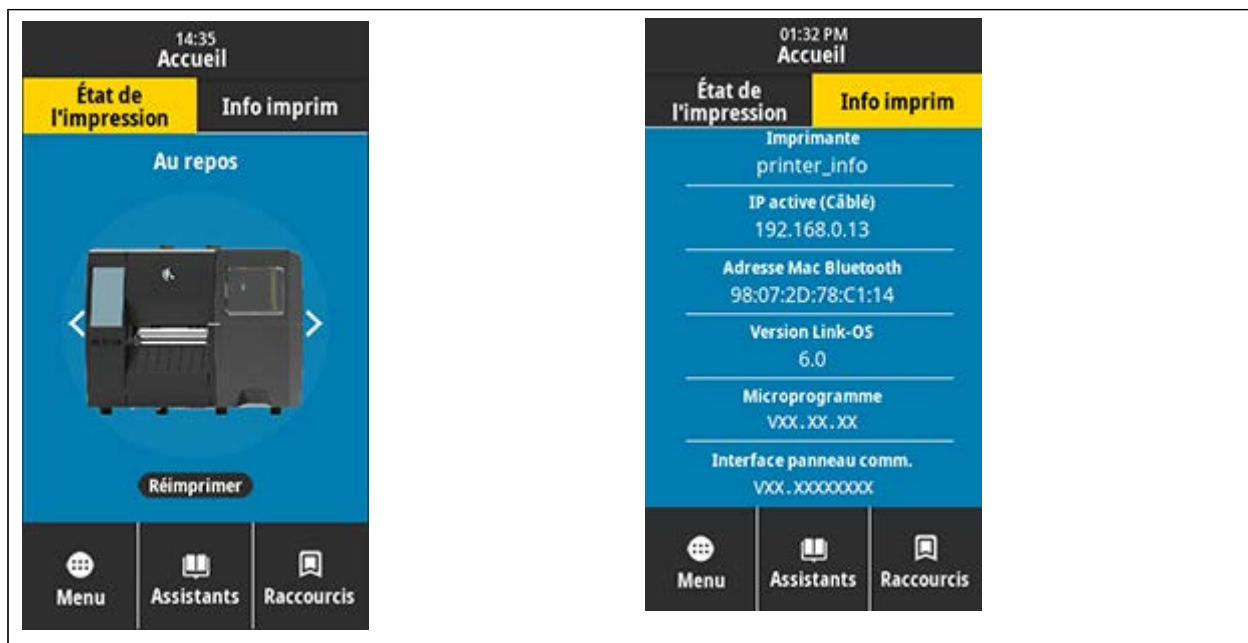 14:35
Accueil
État de
l'impression
Info imprim
Au repos
Réimprimer
Menu
Assistants
Raccourcis
01:32 PM
Accueil
État de
l'impression
Info imprim
Imprimante
printer_info
IP active (Câblé)
192.168.0.13
Adresse Mac Bluetooth
98:07:2D:78:C1:14
Version Link-OS
6.0
Microprogramme
VXX.XX.XX
Interface panneau comm.
VXX.XXXXXXXX
Menu
Assistants
Raccourcis